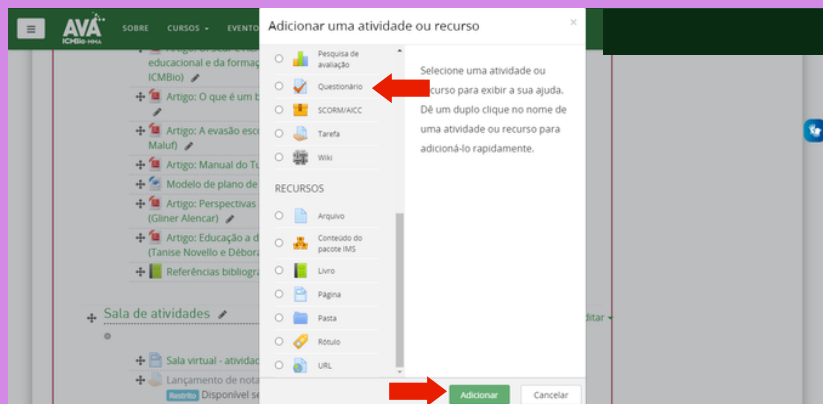 AVA
ICMBio-MMA
SOBRE
CURSOS
EVENTO
Adicionar uma atividade ou recurso
×
educacional e da formaç
ICMBio)
Artigo: O que é um b
Artigo: A evasão esco
Maluf)
Artigo: Manual do Tu
Modelo de plano de
Artigo: Perspectivas
(Gliner Alencar)
Artigo: Educação a d
(Tanise Novello e Débora
Referências bibliogra
Sala de atividades
Sala virtual - atividad
Lançamento de nota
Restrito Disponível se
Pesquisa de
avaliação
Questionário
SCORM/AICC
Tarefa
Wiki
RECURSOS
Arquivo
Conteúdo do
pacote IMS
Livro
Página
Pasta
Rótulo
URL
Selecione uma atividade ou
recurso para exibir a sua ajuda.
Dê um duplo clique no nome de
uma atividade ou recurso para
adicioná-lo rapidamente.
ditar
Adicionar
Cancelar